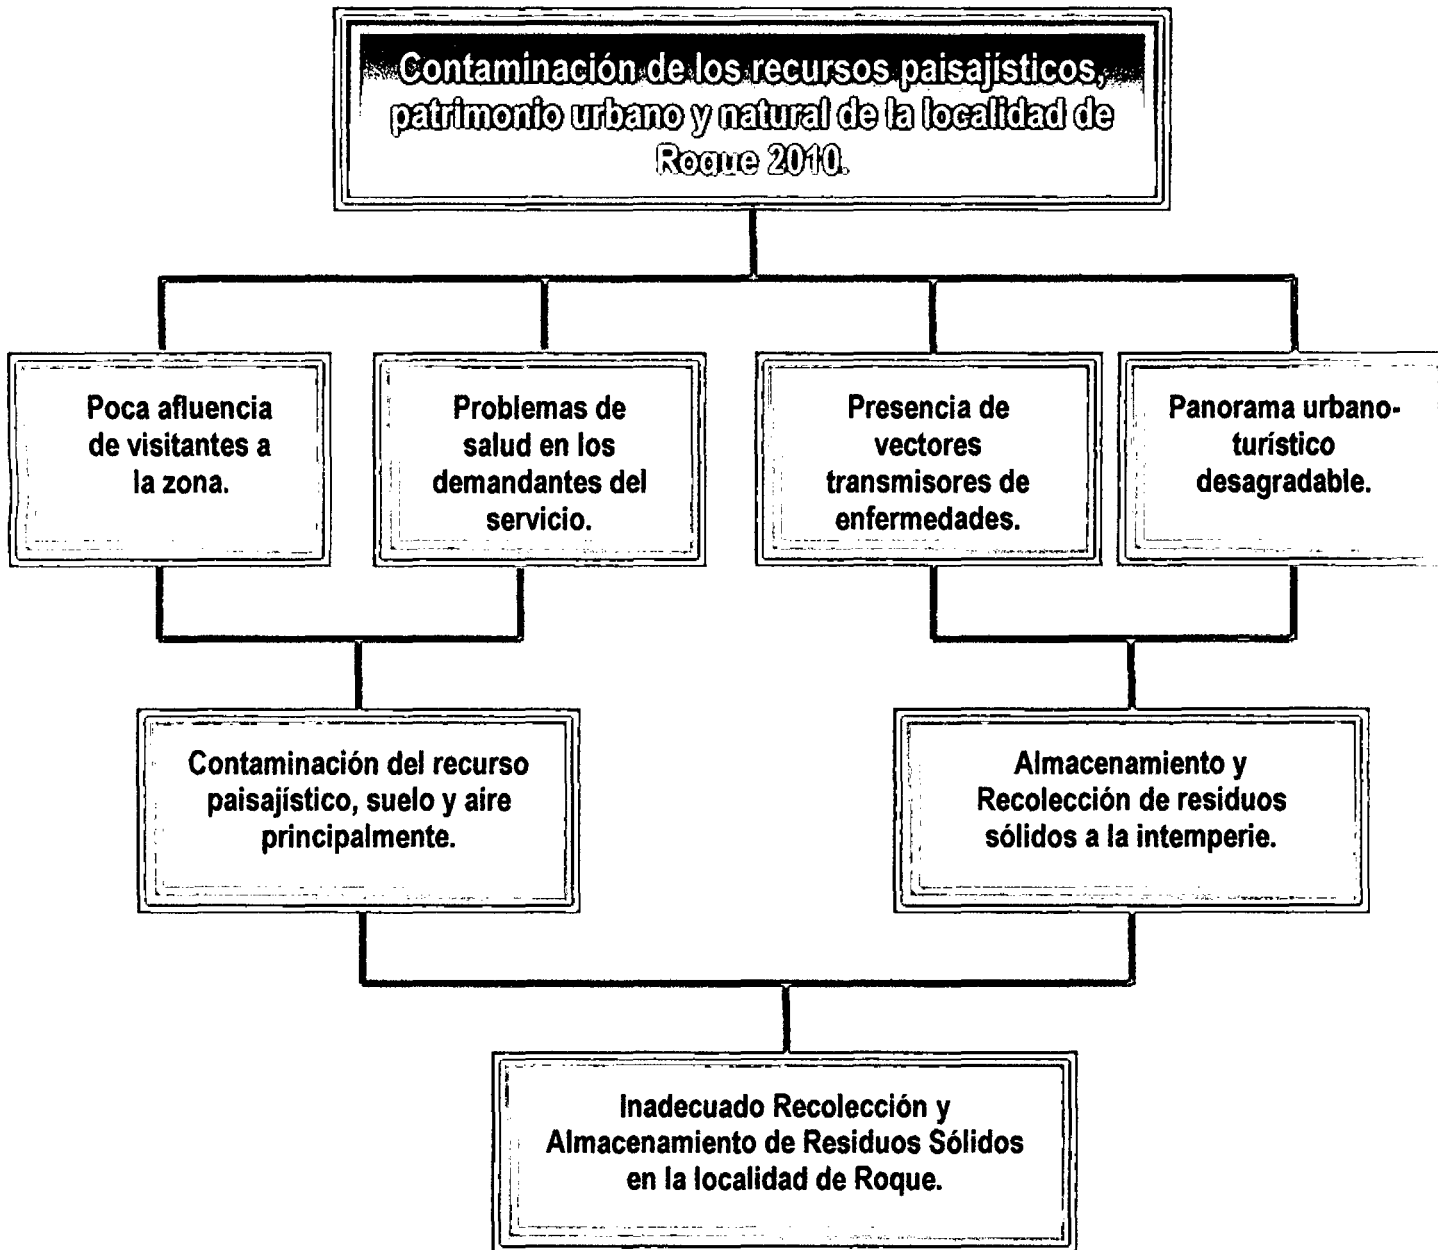 Contaminación de los recursos paisajísticos,
patrimonio urbano y natural de la localidad de
Roque 2010.
Poca afluencia
de visitantes a
la zona.
Problemas de
salud en los
demandantes del
servicio.
Presencia de
vectores
transmisores de
enfermedades.
Panorama urbano-
turístico
desagradable.
Contaminación del recurso
paisajístico, suelo y aire
principalmente.
Almacenamiento y
Recolección de residuos
sólidos a la intemperie.
Inadecuado Recolección y
Almacenamiento de Residuos Sólidos
en la localidad de Roque.